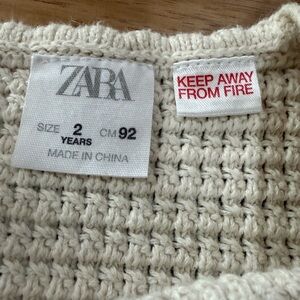 ZARA
SIZE 2 YEARS CM 92
MADE IN CHINA
KEEP AWAY
FROM FIRE